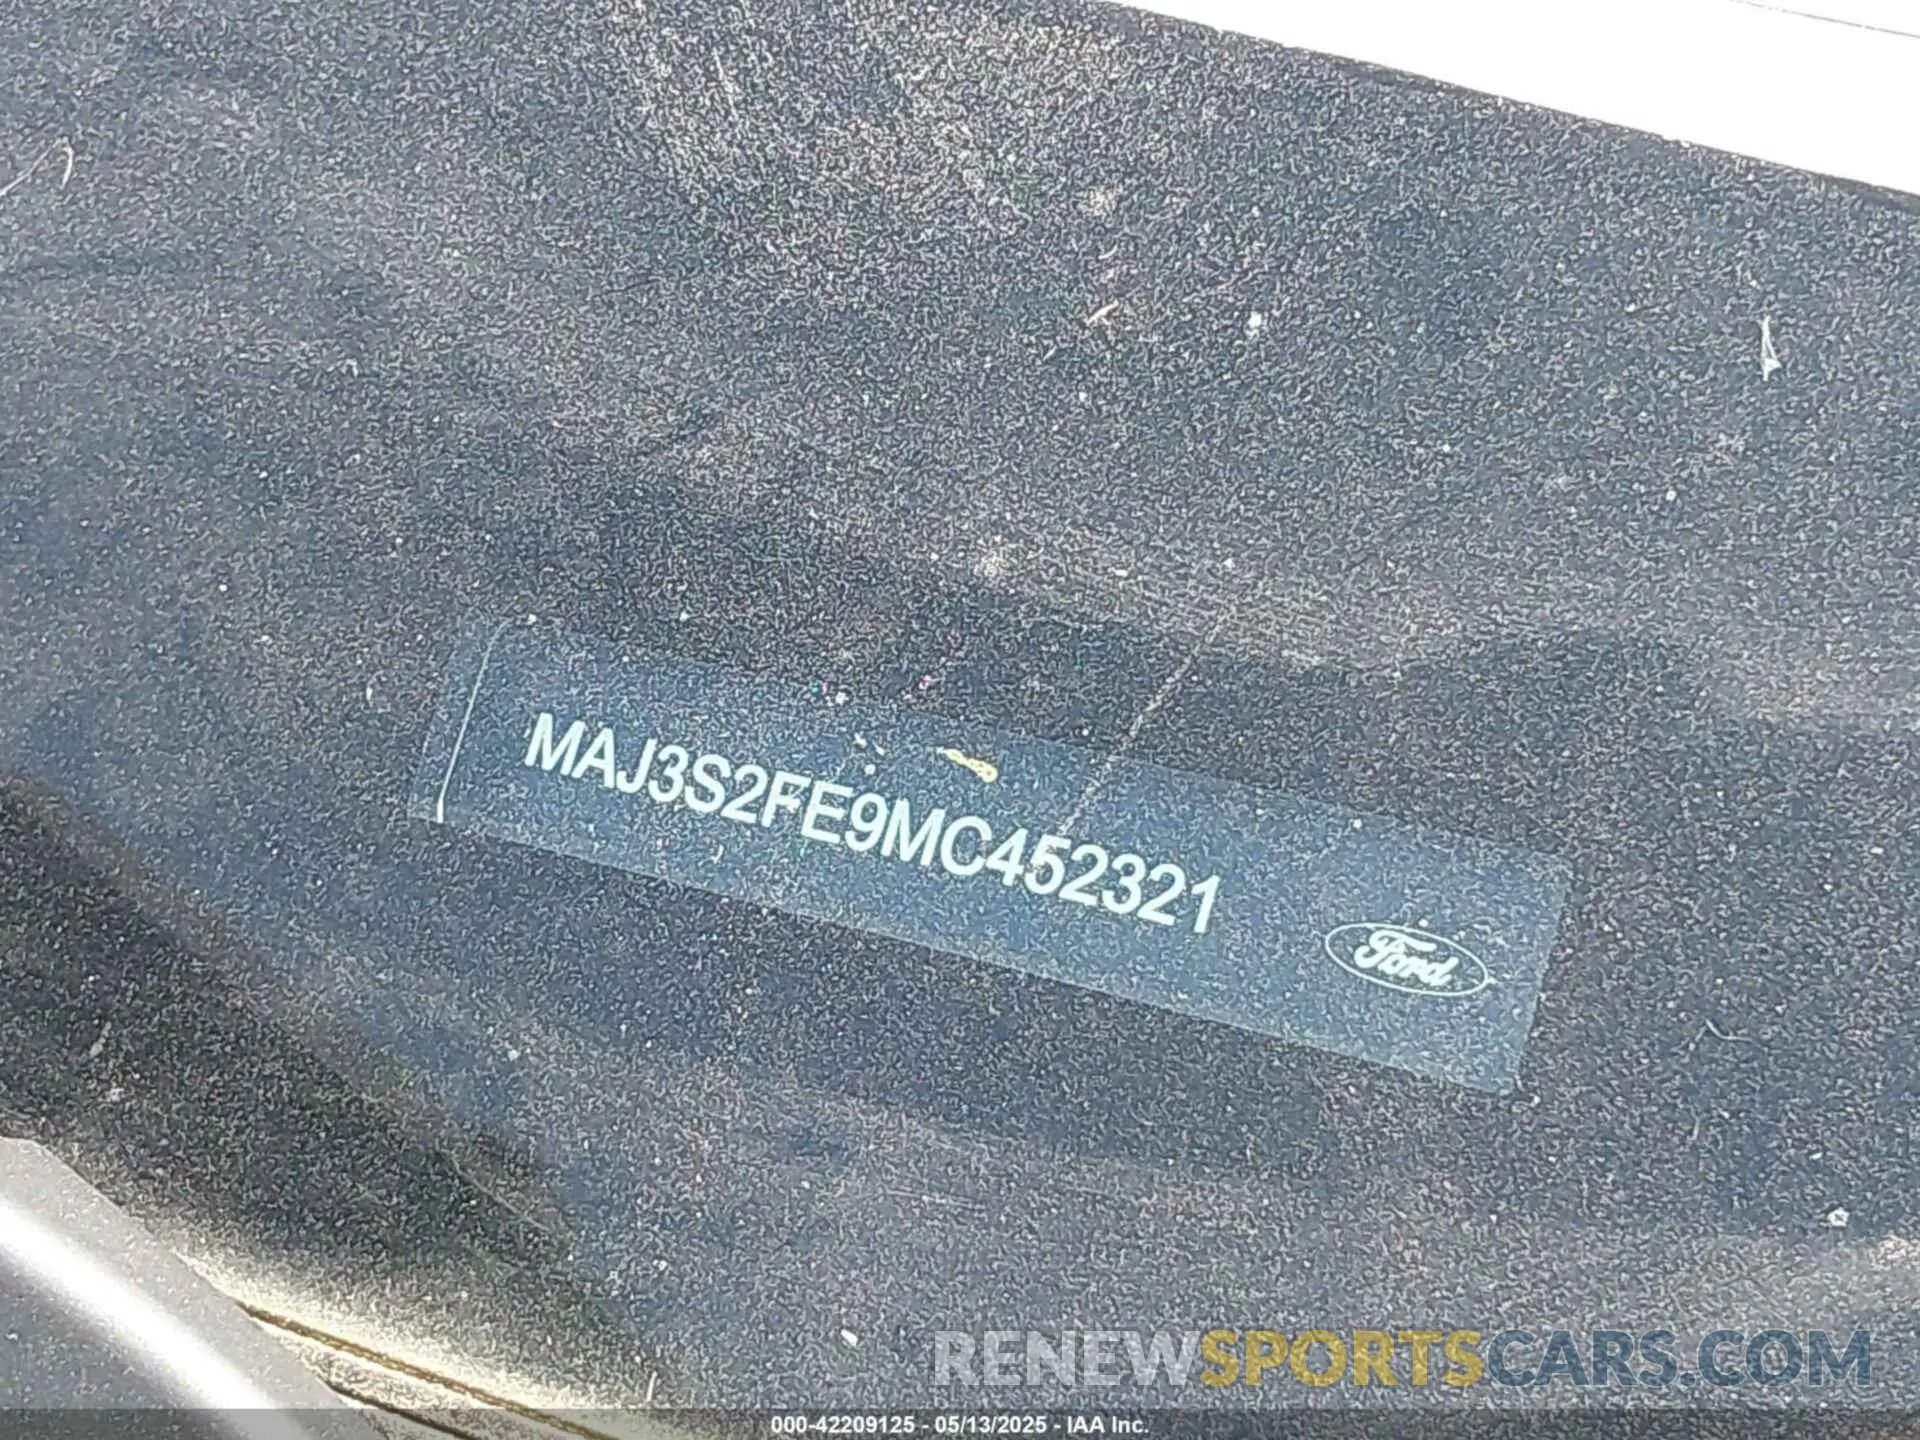 MAJ3S2FE9MC452321
Ford
RENEWSPORTSCARS.COM
000-42209125 - 05/13/2025 - IAA Inc.